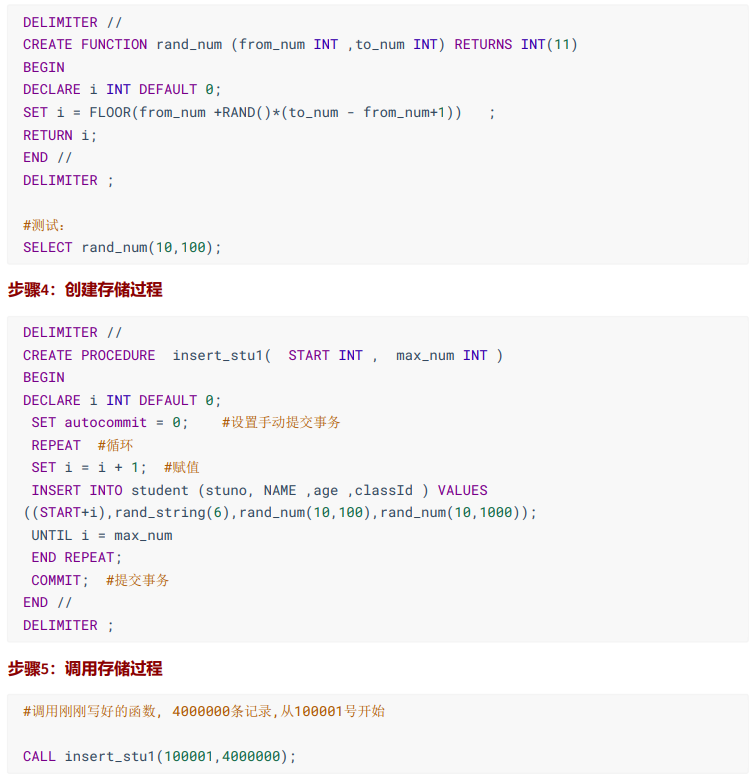 DELIMITER //
CREATE FUNCTION rand_num (from_num INT ,to_num INT) RETURNS INT(11)
BEGIN
DECLARE i INT DEFAULT 0;
SET i = FLOOR(from_num +RAND()*(to_num - from_num+1))   ;
RETURN i;
END //
DELIMITER ;
#测试：
SELECT rand_num(10,100);
步骤4：创建存储过程
DELIMITER //
CREATE PROCEDURE  insert_stu1(  START INT ,  max_num INT )
BEGIN
DECLARE i INT DEFAULT 0;
 SET autocommit = 0;    #设置手动提交事务
 REPEAT  #循环
 SET i = i + 1;  #赋值
 INSERT INTO student (stuno, NAME ,age ,classId ) VALUES
((START+i),rand_string(6),rand_num(10,100),rand_num(10,1000));
 UNTIL i = max_num
 END REPEAT;
 COMMIT;  #提交事务
END //
DELIMITER ;
步骤5：调用存储过程
#调用刚刚写好的函数, 4000000条记录,从100001号开始
CALL insert_stu1(100001,4000000);